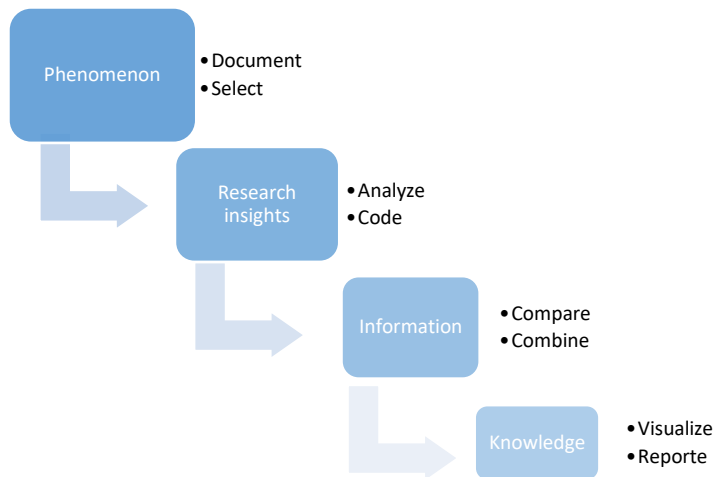 Phenomenon
• Document
• Select
Research
insights
• Analyze
• Code
Information
• Compare
• Combine
Knowledge
• Visualize
• Reporte